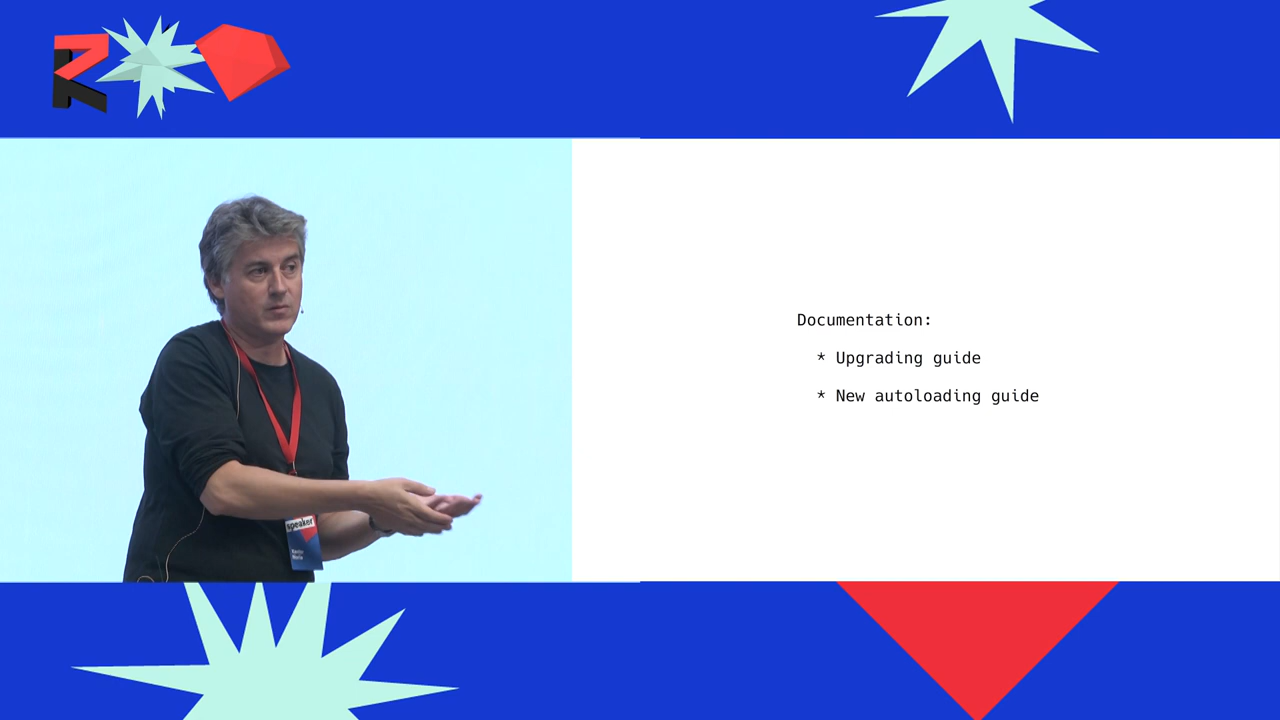 speaker
Documentation:
* Upgrading guide
* New autoloading guide